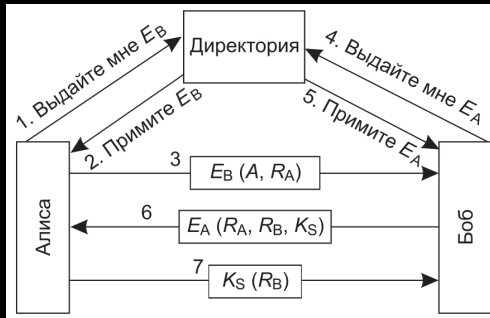 Директория
1. Выдайте мне E_B
4. Выдайте мне E_A
2. Примите E_B
5. Примите E_A
Алиса
3
E_B (A, R_A)
6
E_A (R_A, R_B, K_S)
7
K_S (R_B)
Боб